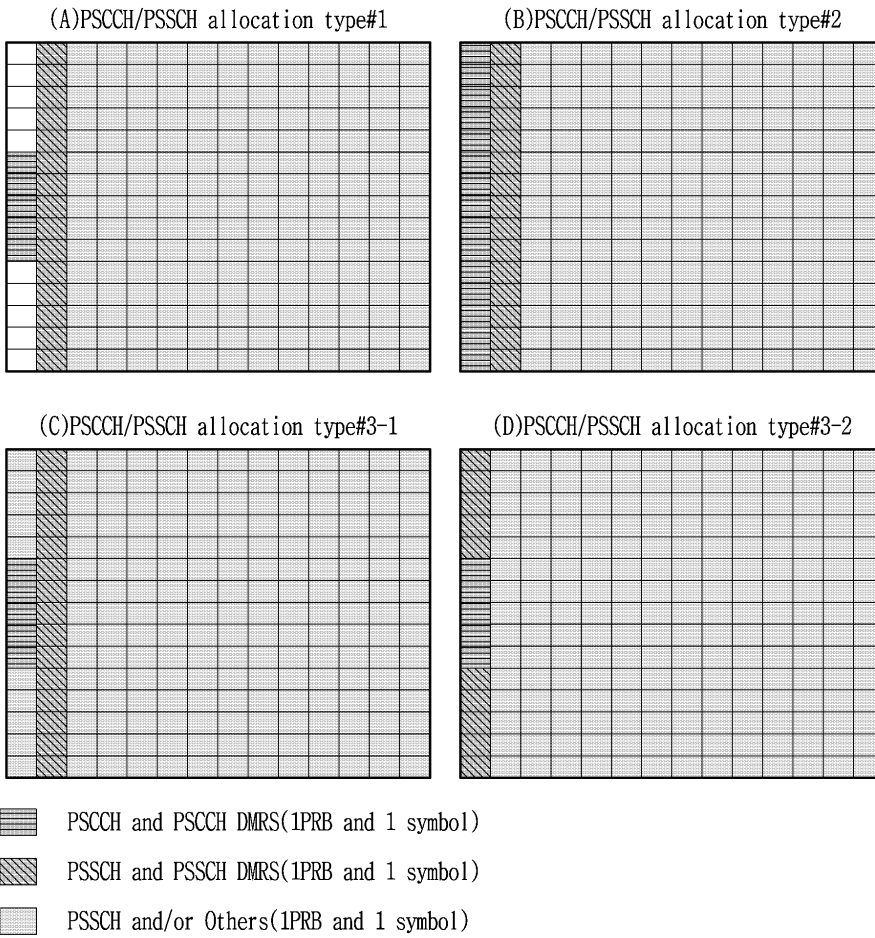 (A)PSCCH/PSSCH allocation type#1
(B)PSCCH/PSSCH allocation type#2
(C)PSCCH/PSSCH allocation type#3-1
(D)PSCCH/PSSCH allocation type#3-2
PSCCH and PSCCH DMRS(1PRB and 1 symbol)
PSSCH and PSSCH DMRS(1PRB and 1 symbol)
PSSCH and/or Others(1PRB and 1 symbol)